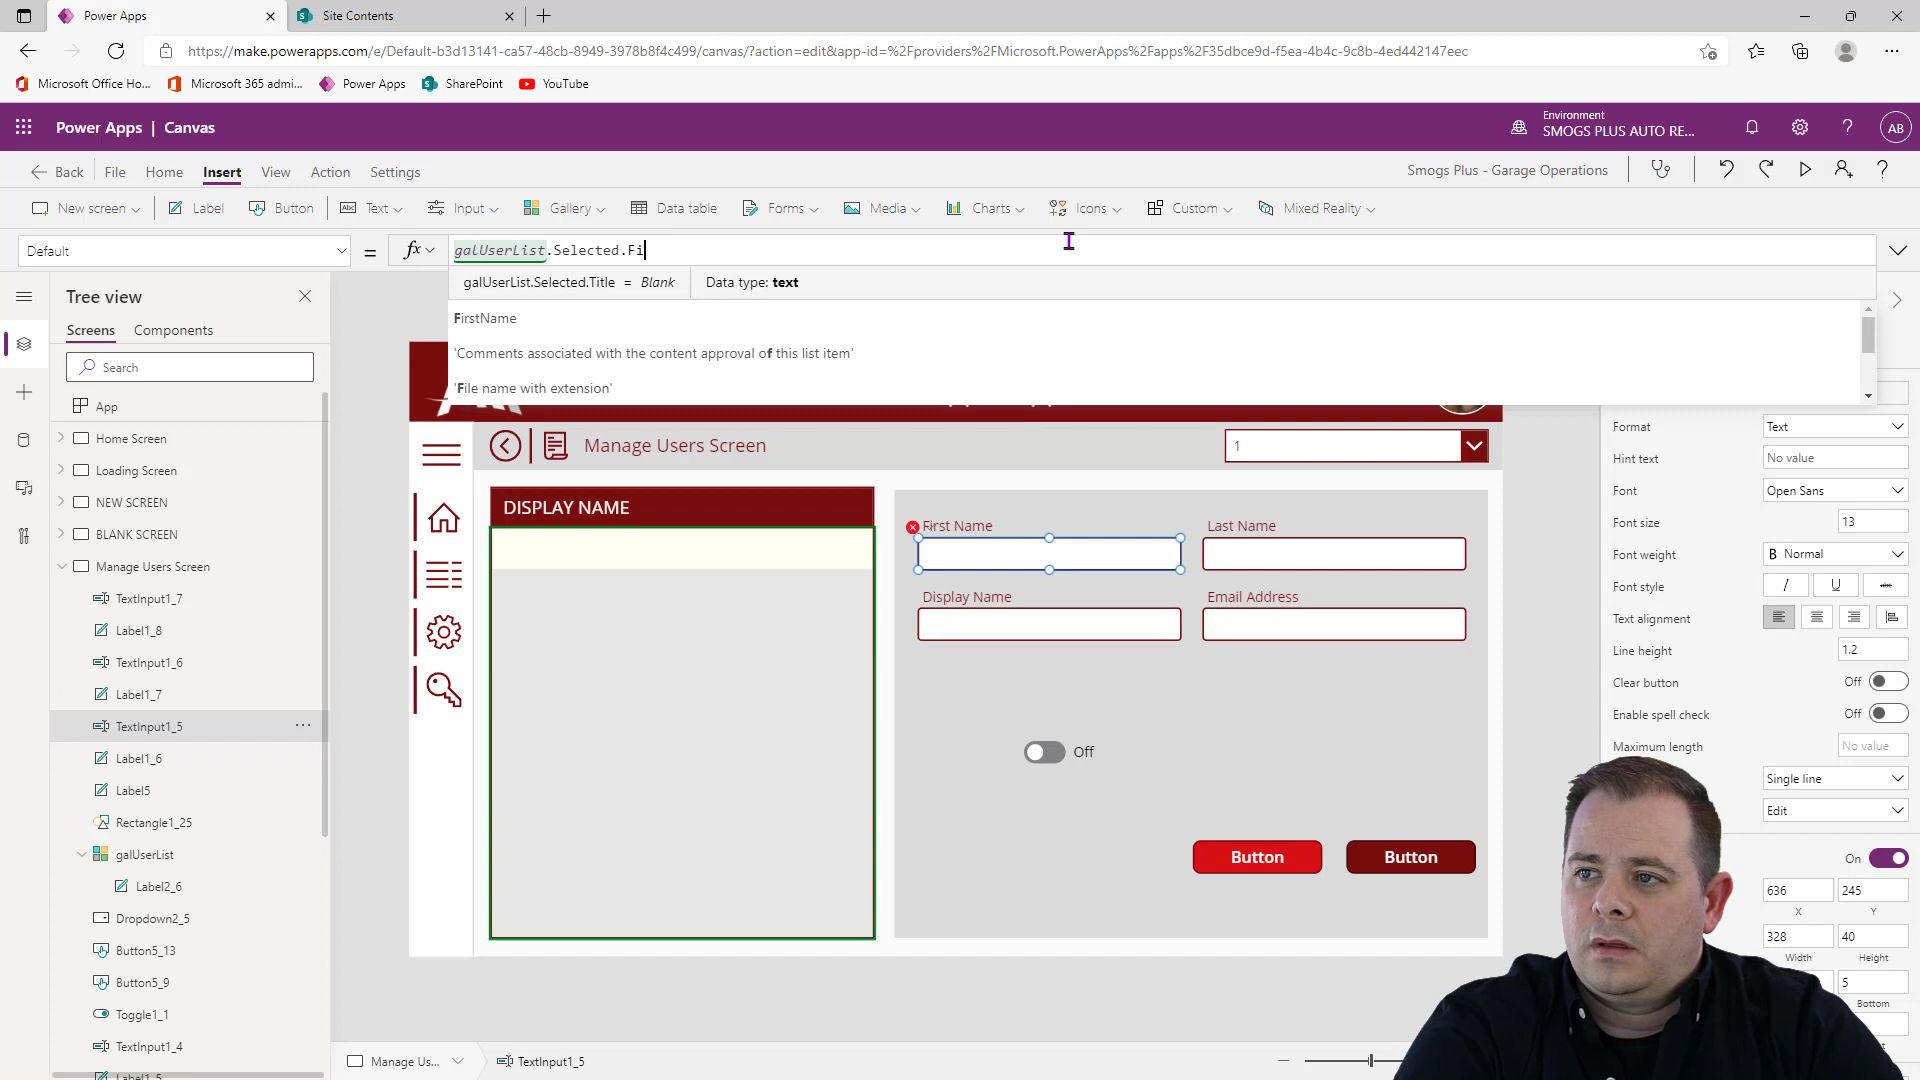 Power Apps
Site Contents
https://make.powerapps.com/e/Default-b3d13141-ca57-48cb-8949-3978b8f4c499/canvas/?action=edit&app-id=%2Fproviders%2FMicrosoft.PowerApps%2Fapps%2F35dbce9d-f5ea-4b4c-9c8b-4ed442147eec
Microsoft Office Ho...
Microsoft 365 admi...
Power Apps
SharePoint
YouTube
Power Apps | Canvas
Environment
SMOGS PLUS AUTO RE...
AB
Back
File
Home
Insert
View
Action
Settings
Smogs Plus - Garage Operations
New screen
Label
Button
Text
Input
Gallery
Data table
Forms
Media
Charts
Icons
Custom
Mixed Reality
Default
=
fx
galUserList.Selected.Fi
galUserList.Selected.Title = Blank
Data type: text
FirstName
'Comments associated with the content approval of this list item'
'File name with extension'
Tree view
Screens
Components
Search
App
Home Screen
Loading Screen
NEW SCREEN
BLANK SCREEN
Manage Users Screen
TextInput1_7
Label1_8
TextInput1_6
Label1_7
TextInput1_5
Label1_6
Label5
Rectangle1_25
galUserList
Label2_6
Dropdown2_5
Button5_13
Button5_9
Toggle1_1
TextInput1_4
Label1_5
Manage Users Screen
1
DISPLAY NAME
First Name
Last Name
Display Name
Email Address
Off
Button
Button
Format
Text
Hint text
No value
Font
Open Sans
Font size
13
Font weight
B Normal
Font style
/ U abc
Text alignment
Line height
1.2
Clear button
Off
Enable spell check
Off
Maximum length
No value
Single line
Edit
On
636
245
X
Y
328
40
Width
Height
5
Bottom
Manage Us...
TextInput1_5